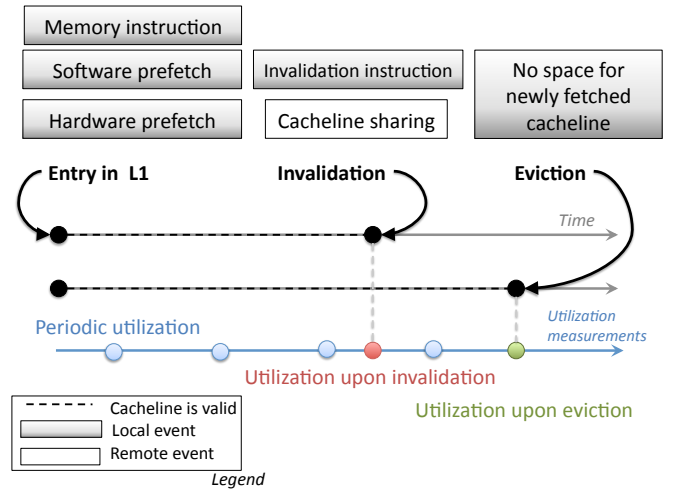 Memory instruction
Software prefetch
Hardware prefetch
Invalidation instruction
Cacheline sharing
No space for
newly fetched
cacheline
Entry in L1
Invalidation
Eviction
Time
Periodic utilization
Utilization
measurements
Utilization upon invalidation
Utilization upon eviction
Cacheline is valid
Local event
Remote event
Legend